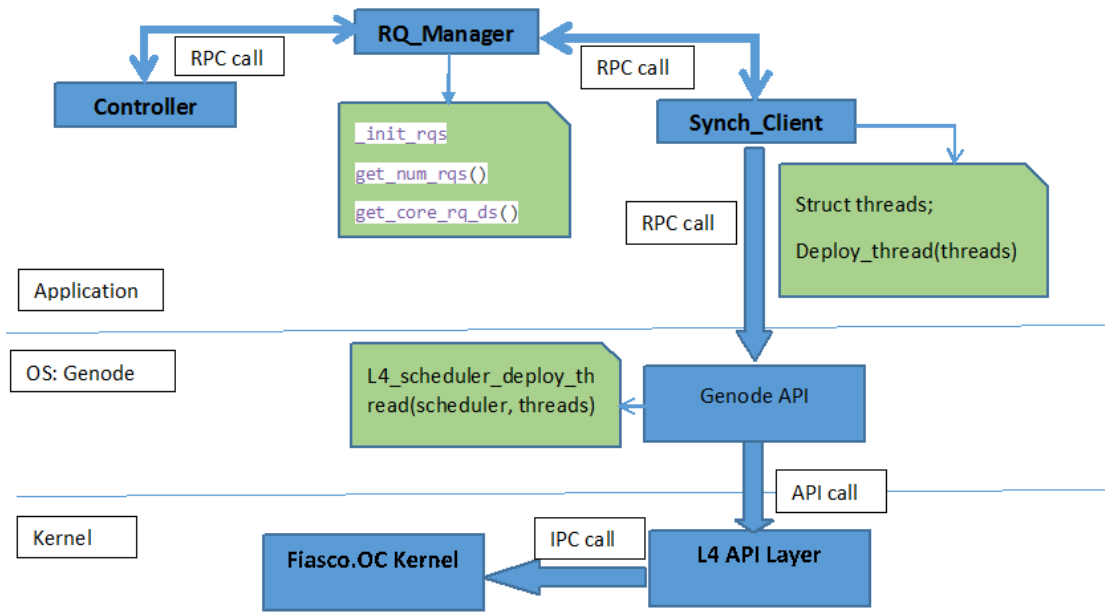 RQ_Manager
RPC call
RPC call
Controller
Synch_Client
_init_rqs
get_num_rqs()
get_core_rq_ds()
Struct threads;
Deploy_thread(threads)
RPC call
Application
OS: Genode
L4_scheduler_deploy_th
read(scheduler, threads)
Genode API
API call
Kernel
Fiasco.OC Kernel
IPC call
L4 API Layer